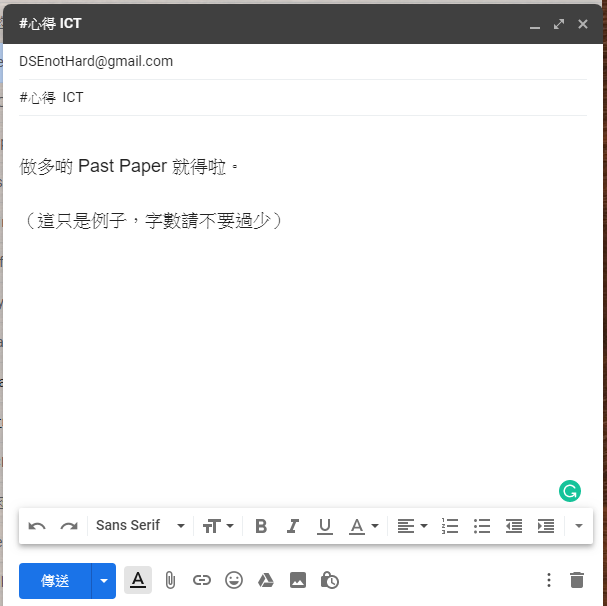 #心得 ICT
DSEnotHard@gmail.com
#心得 ICT
做多啲 Past Paper 就得啦。
（這只是例子，字數請不要過少）
Sans Serif
傳送